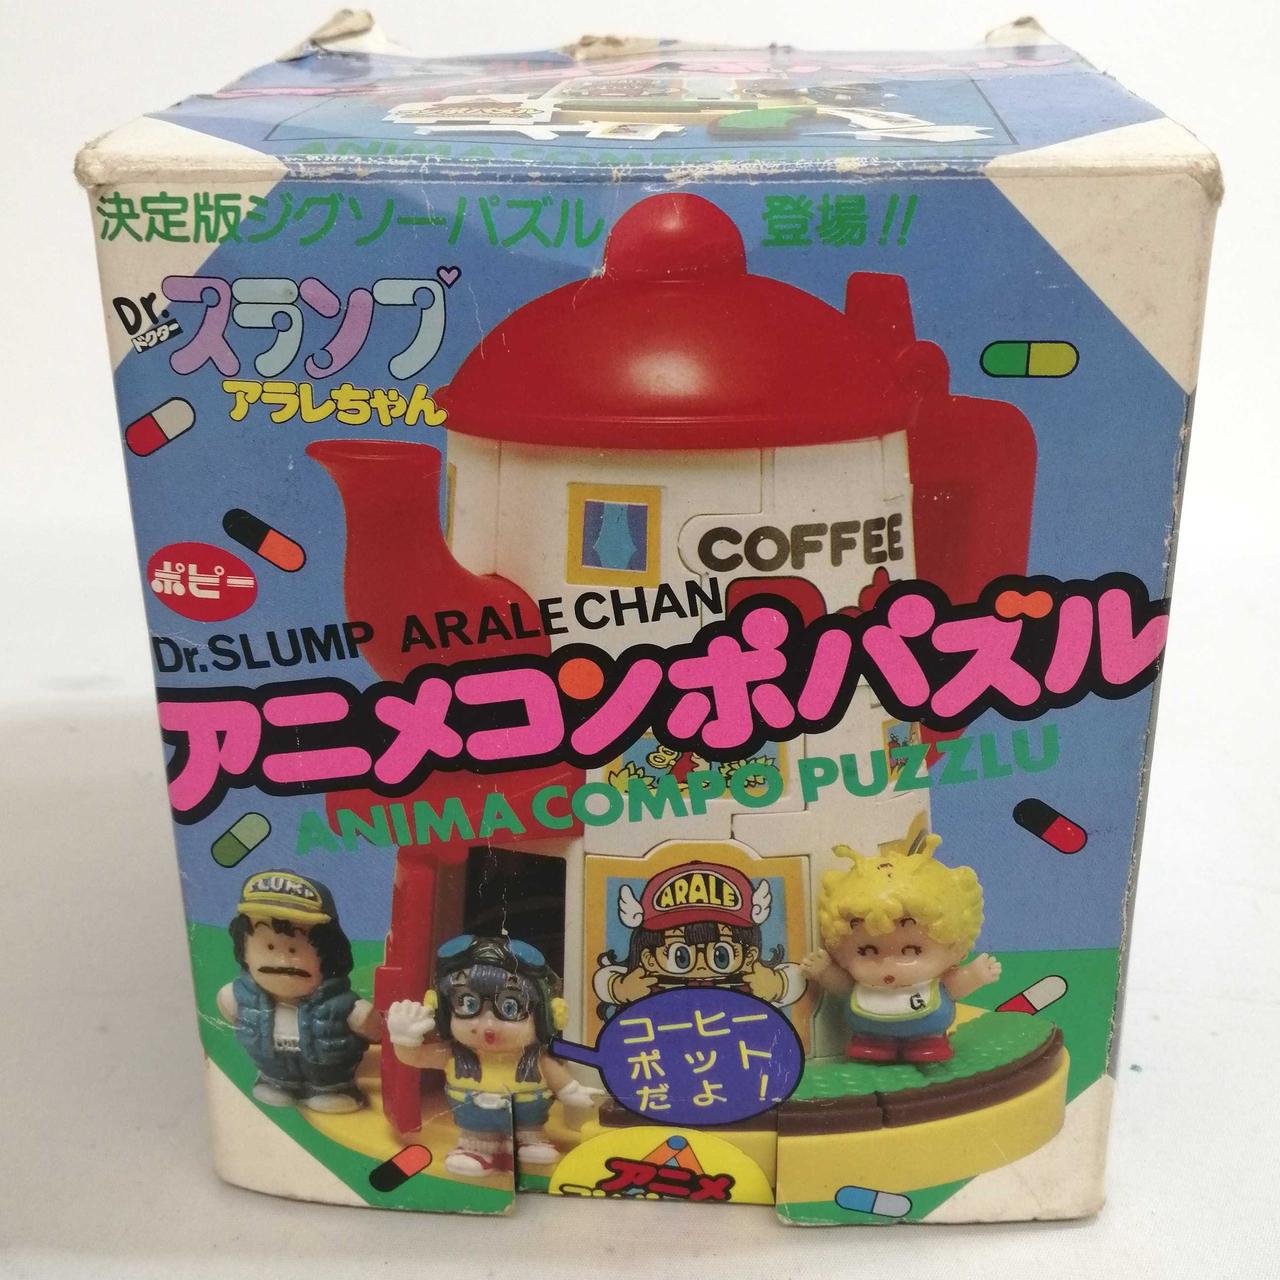 決定版ジグソーパズル 登場!!
Dr.
ドクター
スランプ
アラレちゃん
COFFEE
ポピー
Dr.SLUMP ARALE CHAN
アニメコンポパズル
ANIMA COMPO PUZZLU
SLUMP
ARALE
G
コーヒー
ポット
だよ!
アニメ